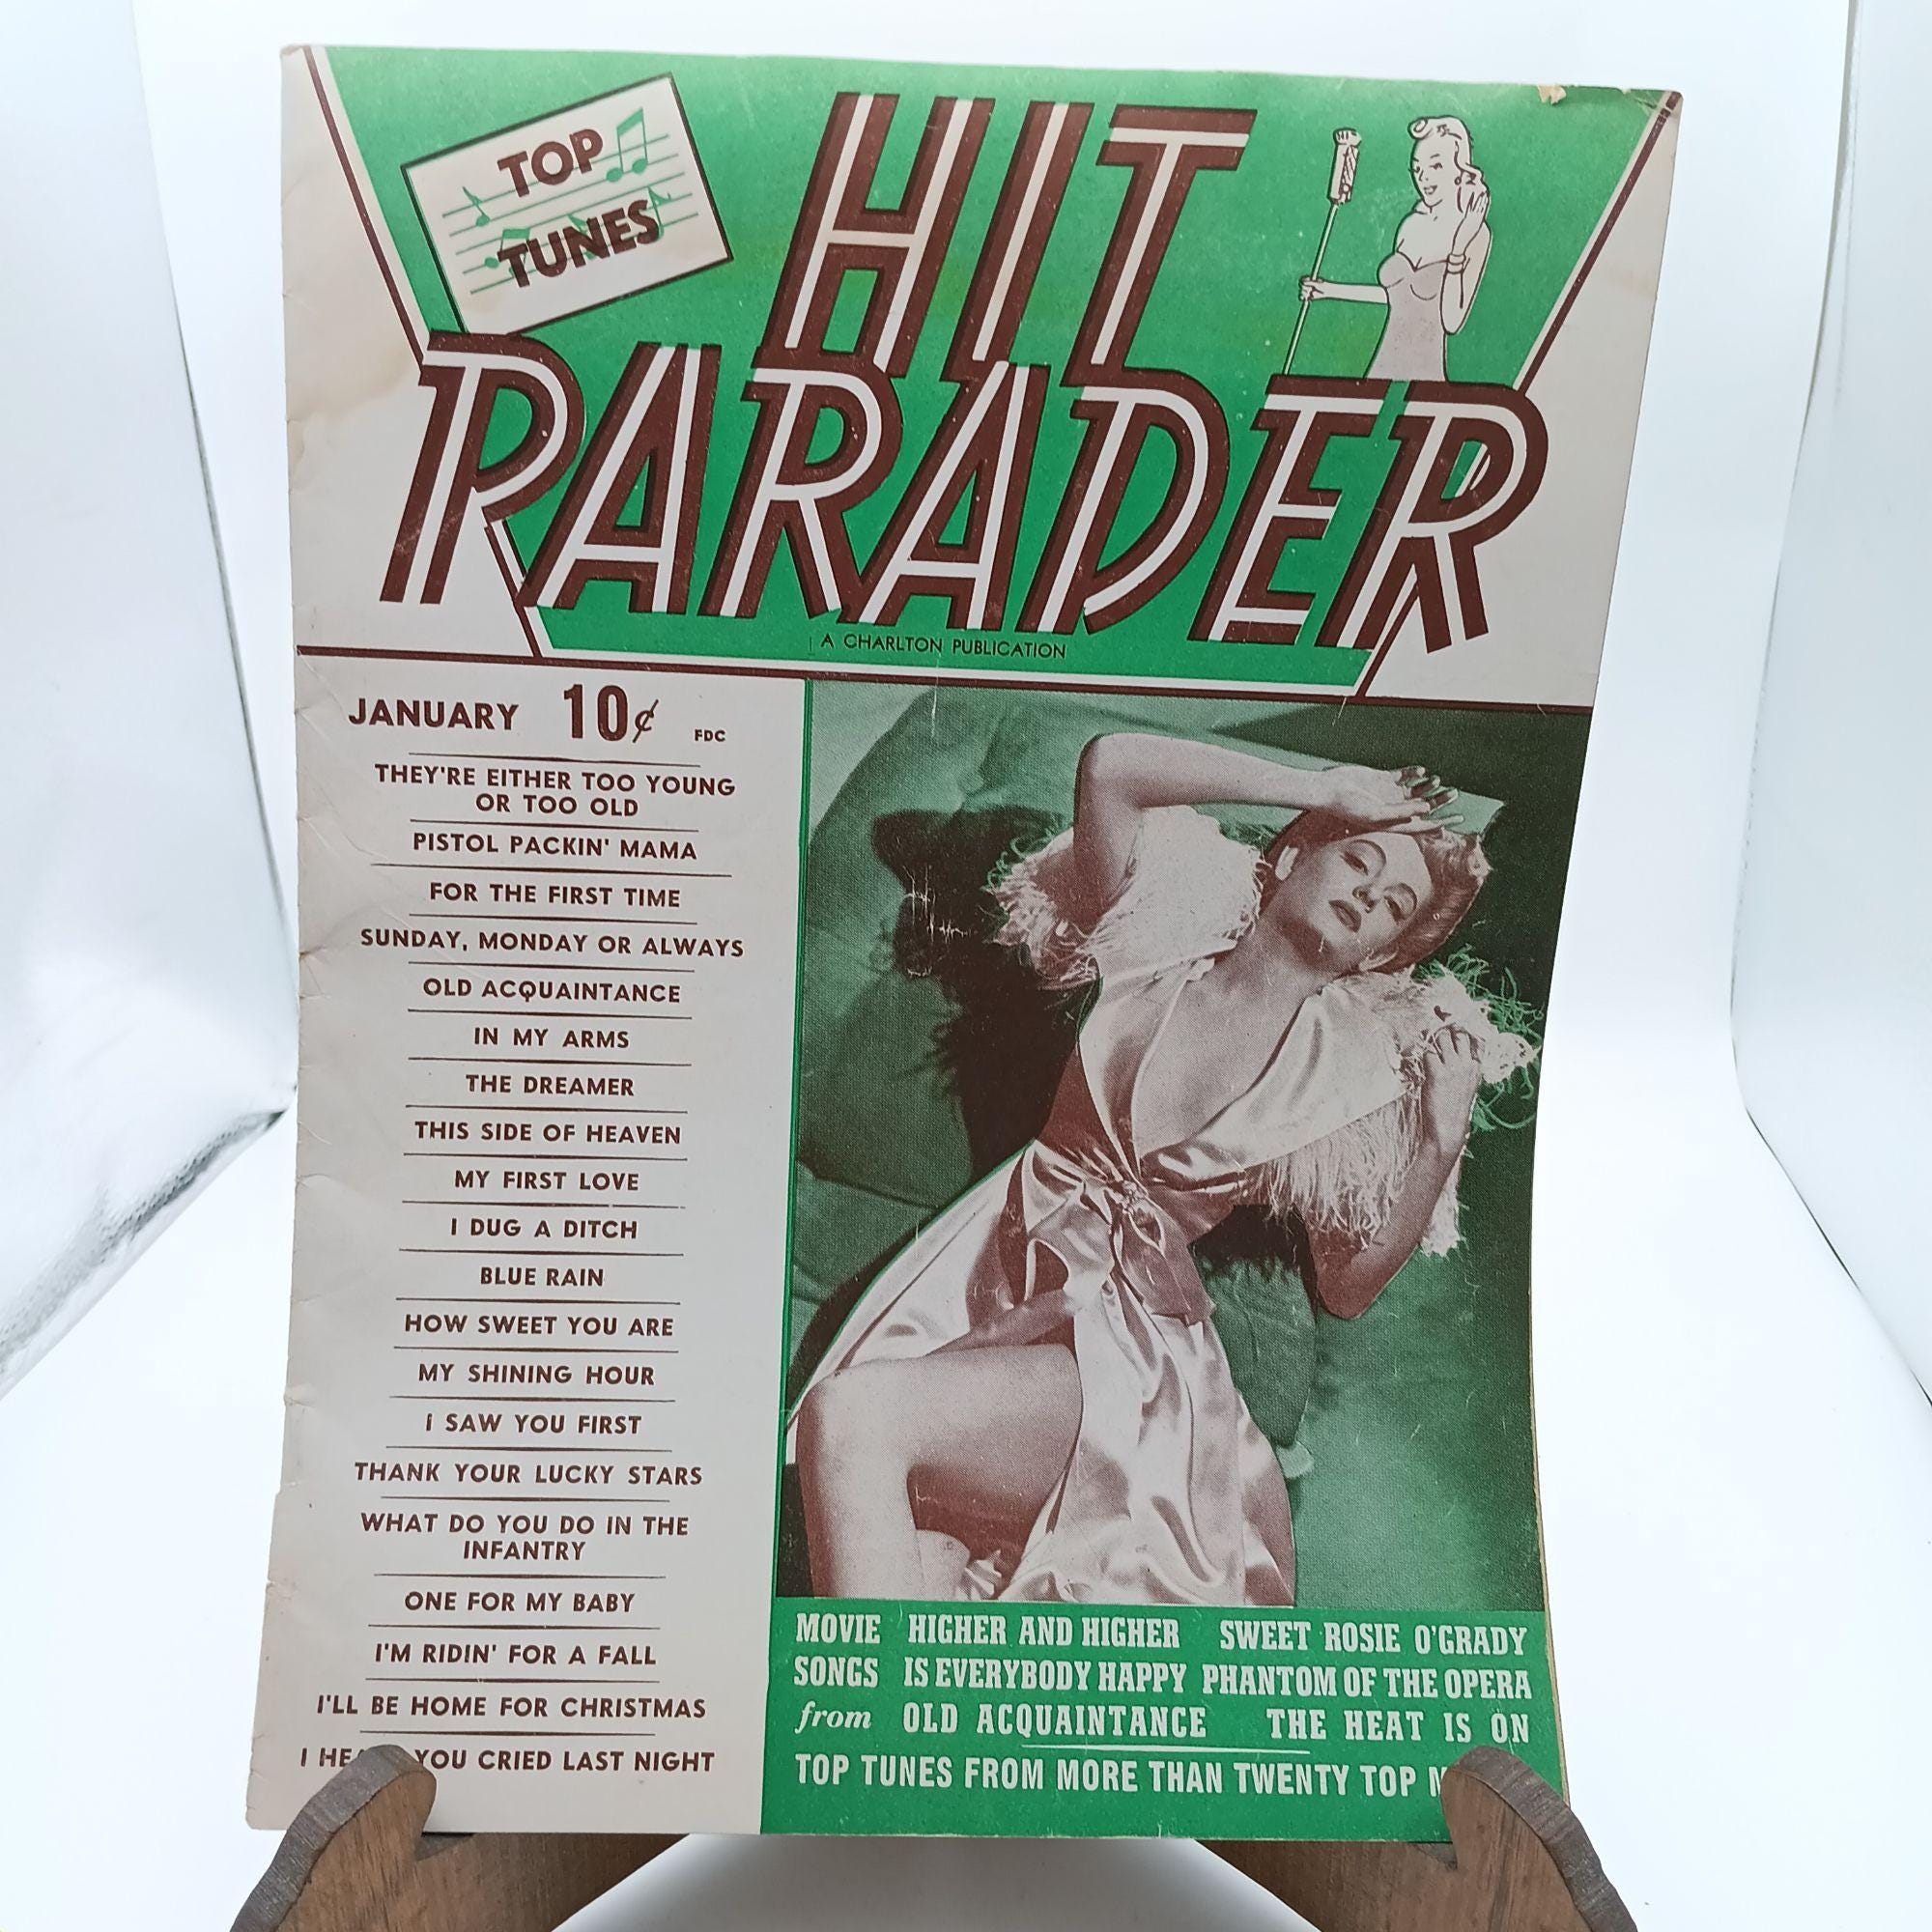 TOP
TUNES
HIT
PARADER
A CHARLTON PUBLICATION
JANUARY 10¢ FDC
THEY'RE EITHER TOO YOUNG
OR TOO OLD
PISTOL PACKIN' MAMA
FOR THE FIRST TIME
SUNDAY, MONDAY OR ALWAYS
OLD ACQUAINTANCE
IN MY ARMS
THE DREAMER
THIS SIDE OF HEAVEN
MY FIRST LOVE
I DUG A DITCH
BLUE RAIN
HOW SWEET YOU ARE
MY SHINING HOUR
I SAW YOU FIRST
THANK YOUR LUCKY STARS
WHAT DO YOU DO IN THE
INFANTRY
ONE FOR MY BABY
I'M RIDIN' FOR A FALL
I'LL BE HOME FOR CHRISTMAS
I YOU CRIED LAST NIGHT
MOVIE HIGHER AND HIGHER SWEET ROSIE O'GRADY
SONGS IS EVERYBODY HAPPY PHANTOM OF THE OPERA
from OLD ACQUAINTANCE THE HEAT IS ON
TOP TUNES FROM MORE THAN TWENTY TOP